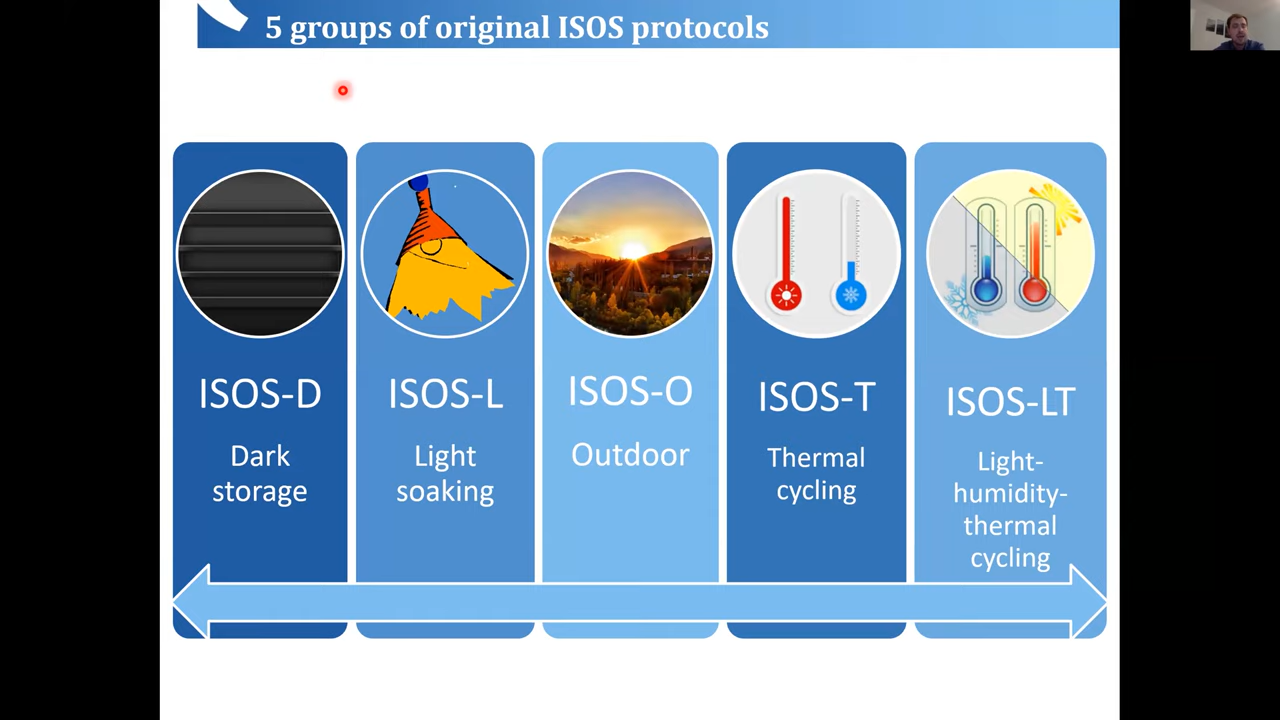 5 groups of original ISOS protocols
ISOS-D
Dark
storage
ISOS-L
Light
soaking
ISOS-O
Outdoor
ISOS-T
Thermal
cycling
ISOS-LT
Light-
humidity-
thermal
cycling